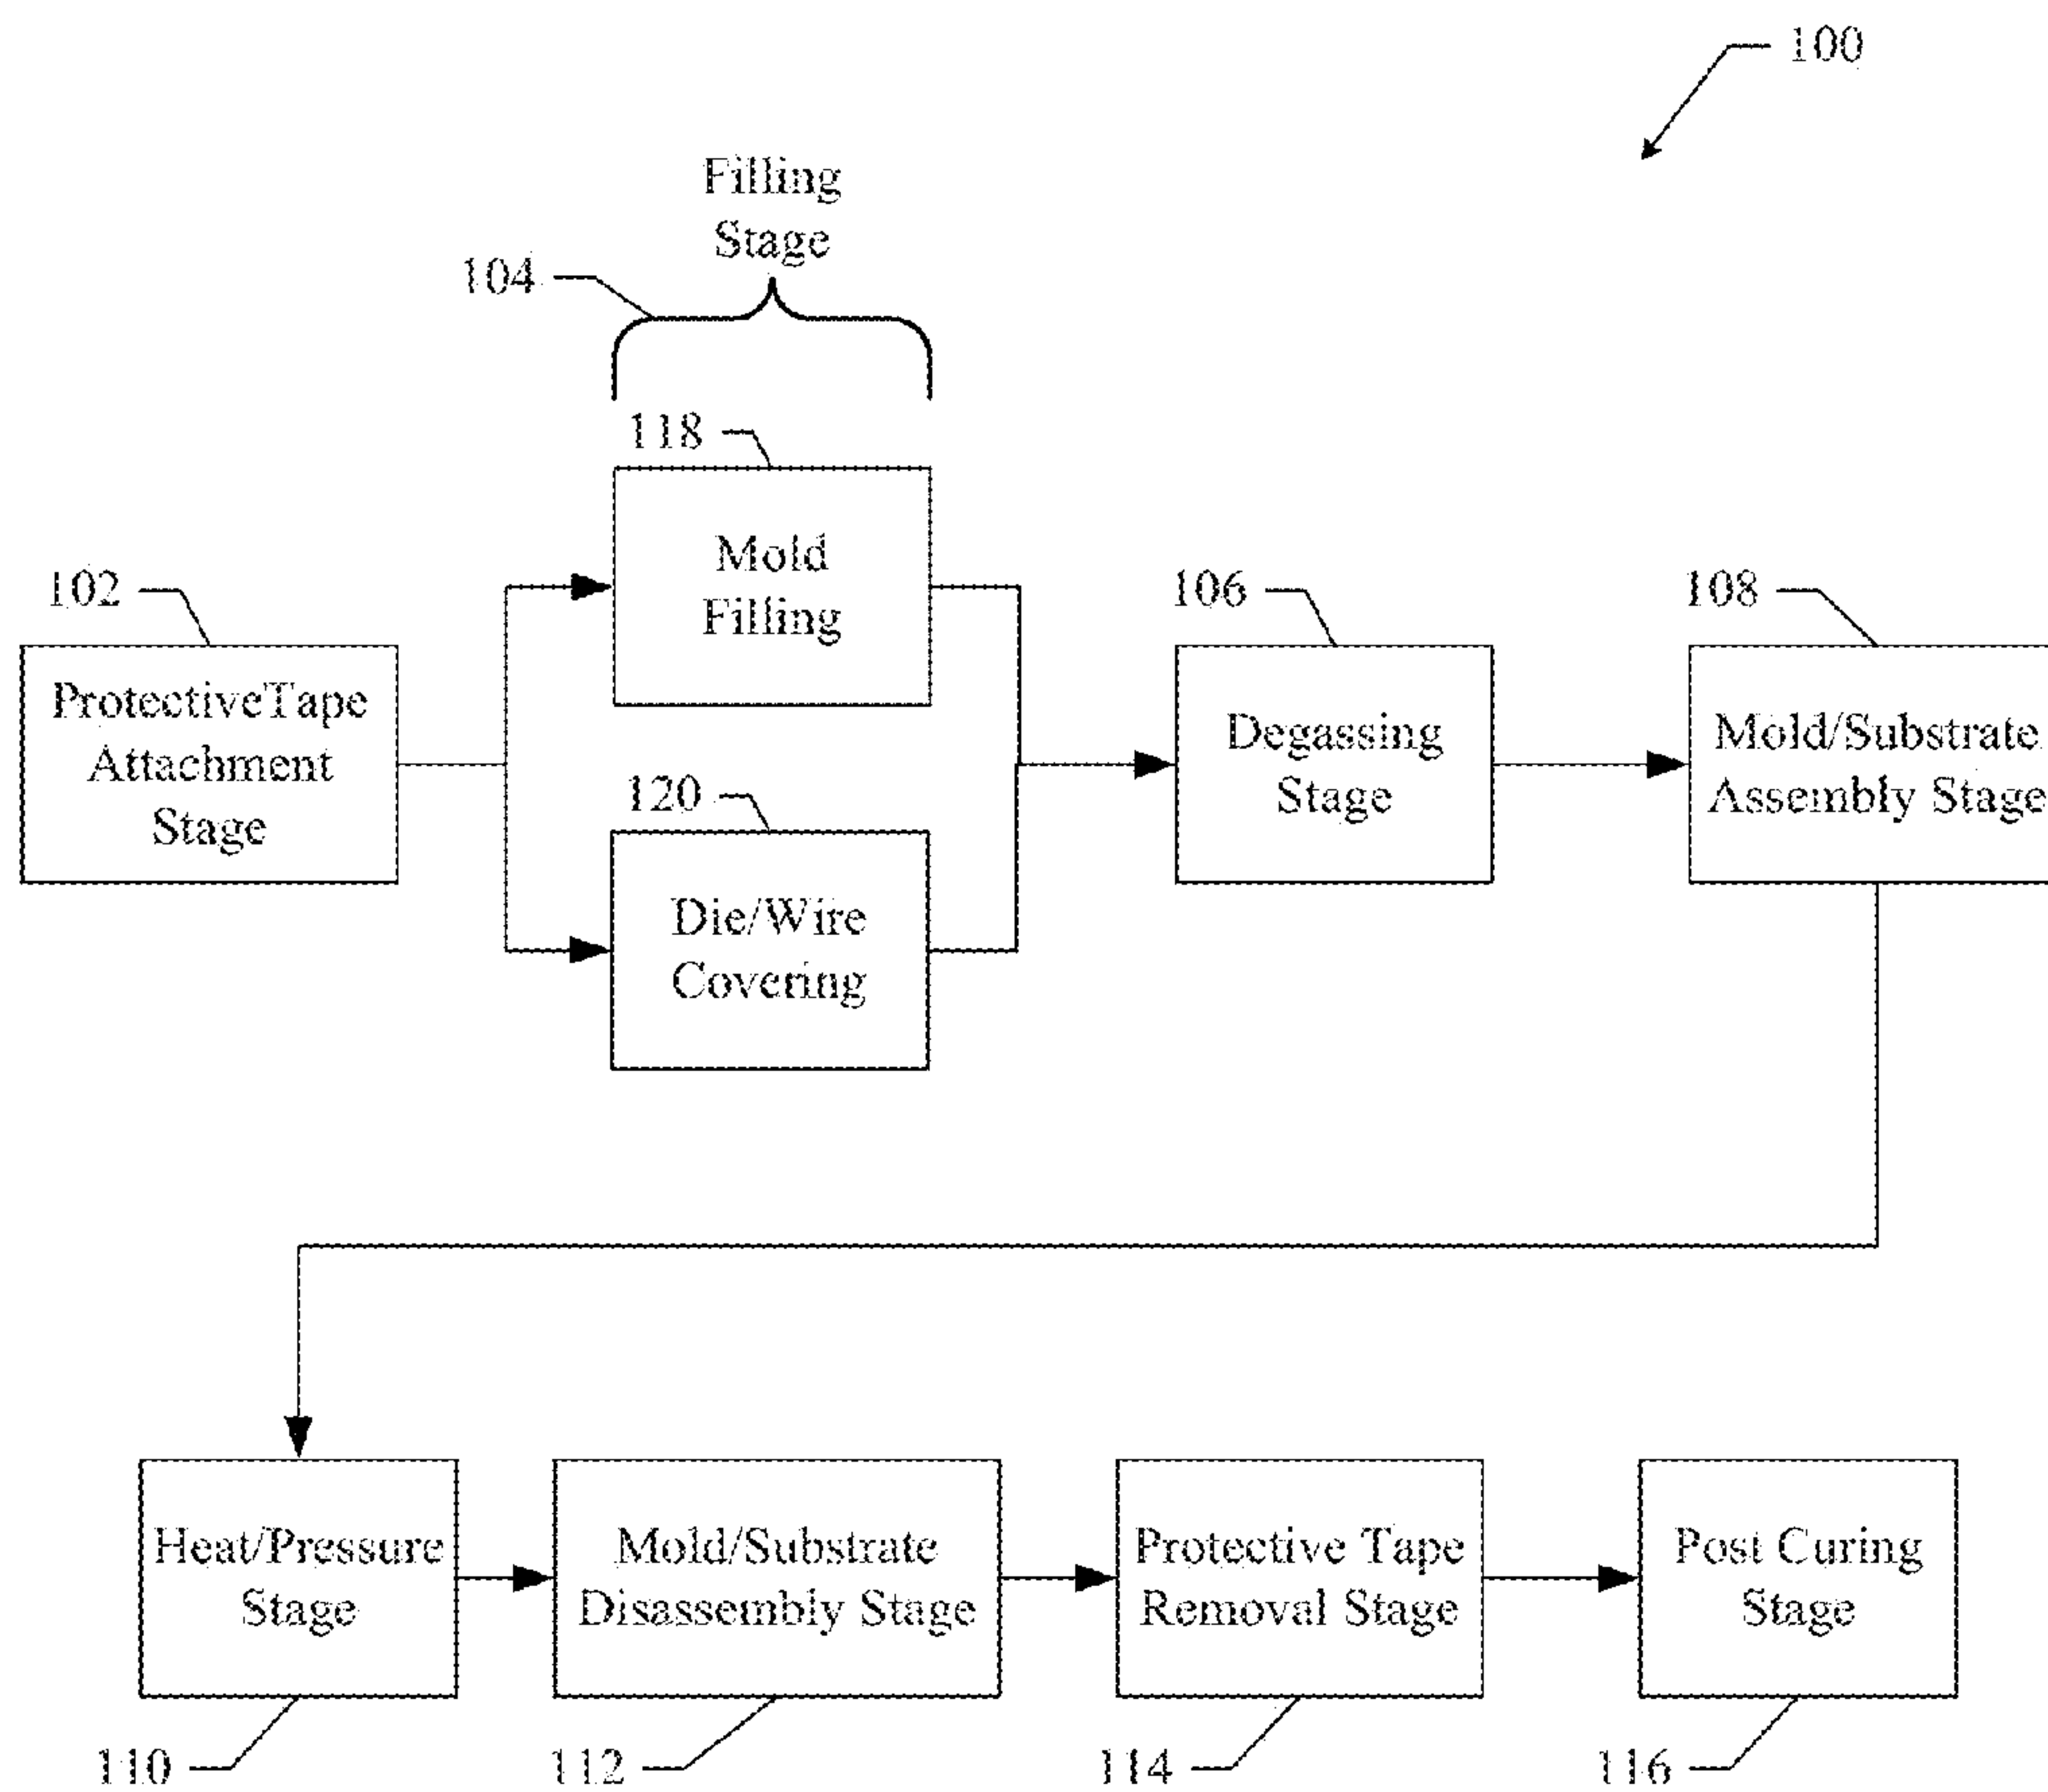 100
Filling
Stage
104
118
Mold
Filling
102
ProtectiveTape
Attachment
Stage
120
Die/Wire
Covering
106
Degassing
Stage
108
Mold/Substrate
Assembly Stage
Heat/Pressure
Stage
110
Mold/Substrate
Disassembly Stage
112
Protective Tape
Removal Stage
114
Post Curing
Stage
116